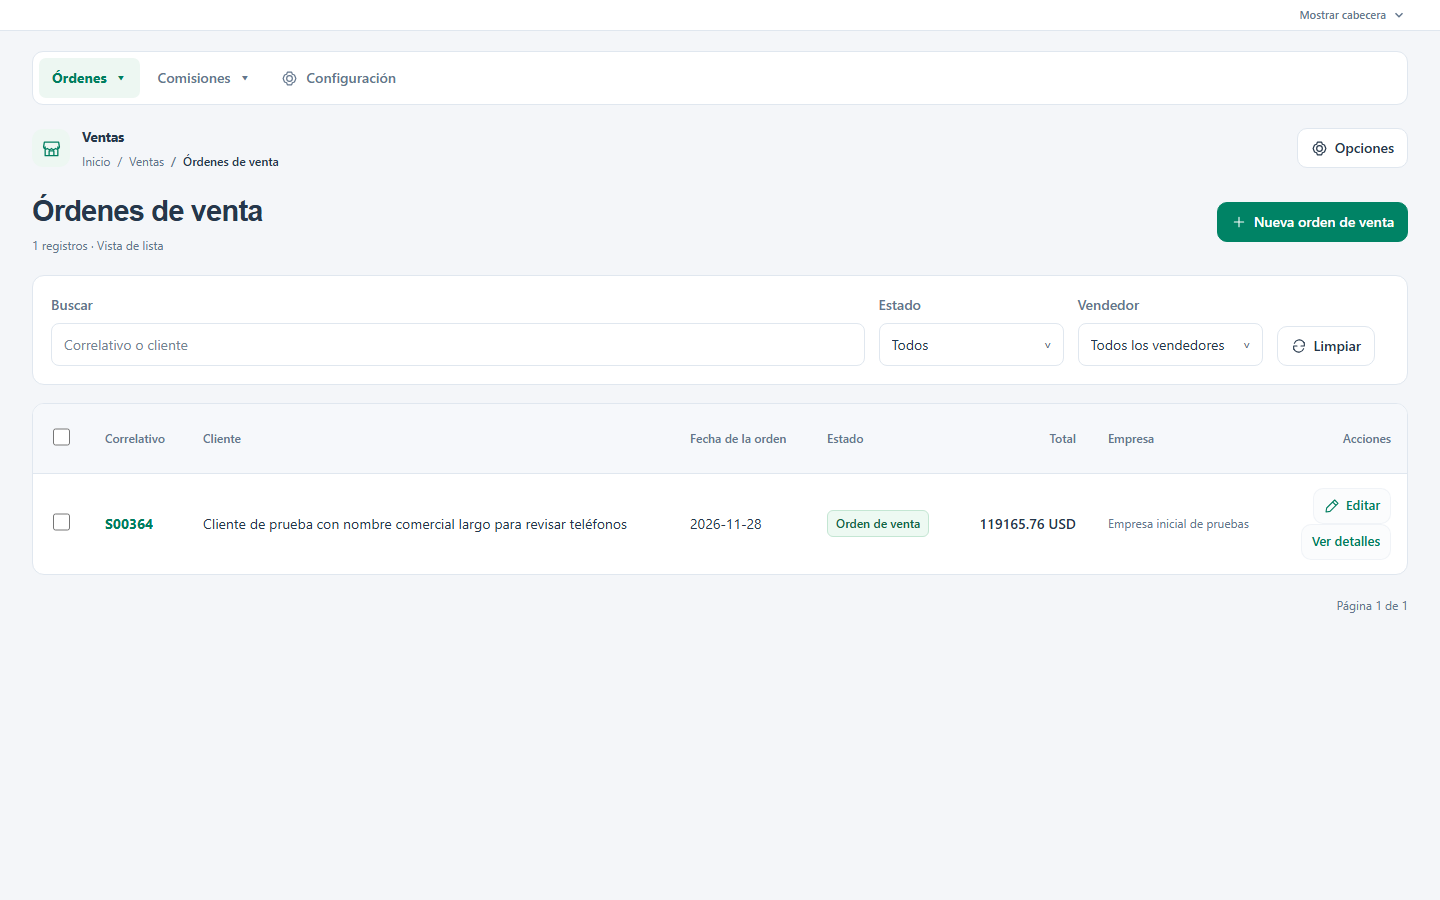 Mostrar cabecera
Órdenes
Comisiones
Configuración
Ventas
Inicio / Ventas / Órdenes de venta
Opciones
Órdenes de venta
1 registros · Vista de lista
+ Nueva orden de venta
Buscar
Correlativo o cliente
Estado
Todos
Vendedor
Todos los vendedores
Limpiar
Correlativo Cliente Fecha de la orden Estado Total Empresa Acciones
S00364 Cliente de prueba con nombre comercial largo para revisar teléfonos 2026-11-28 Orden de venta 119165.76 USD Empresa inicial de pruebas
Editar
Ver detalles
Página 1 de 1